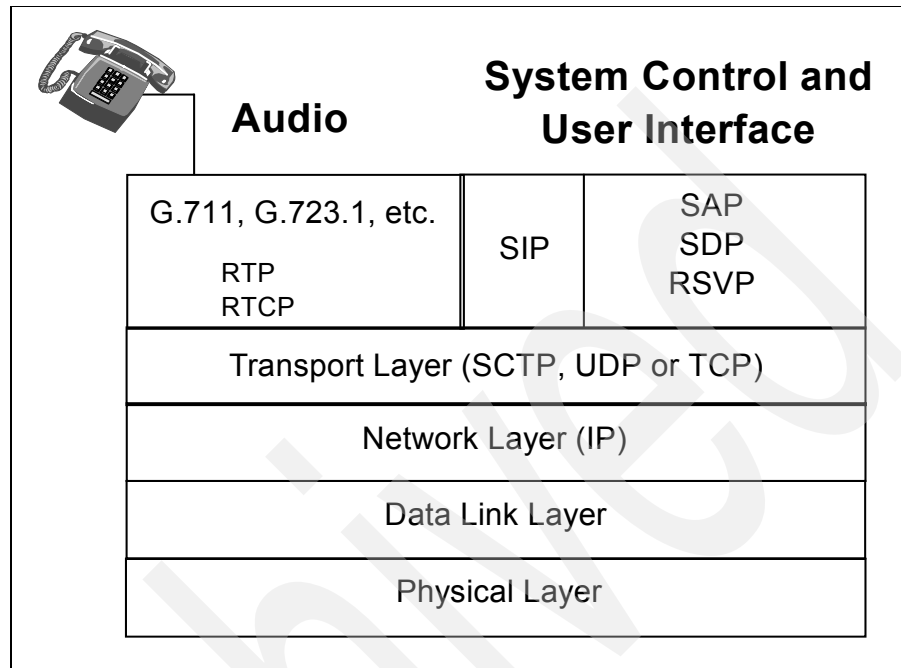 Audio
System Control and
User Interface
G.711, G.723.1, etc.
RTP
RTCP
SIP
SAP
SDP
RSVP
Transport Layer (SCTP, UDP or TCP)
Network Layer (IP)
Data Link Layer
Physical Layer
hived